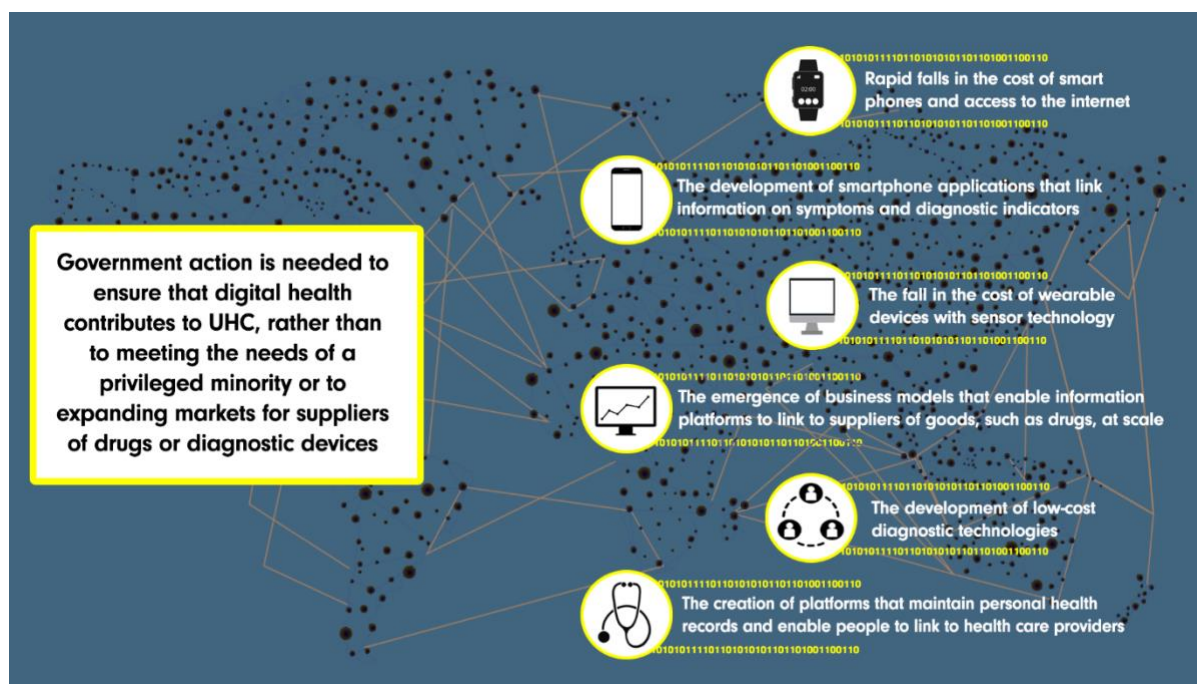 Government action is needed to
ensure that digital health
contributes to UHC, rather than
to meeting the needs of a
privileged minority or to
expanding markets for suppliers
of drugs or diagnostic devices
02:00
Rapid falls in the cost of smart
phones and access to the internet
The development of smartphone applications that link
information on symptoms and diagnostic indicators
The fall in the cost of wearable
devices with sensor technology
The emergence of business models that enable information
platforms to link to suppliers of goods, such as drugs, at scale
The development of low-cost
diagnostic technologies
The creation of platforms that maintain personal health
records and enable people to link to health care providers